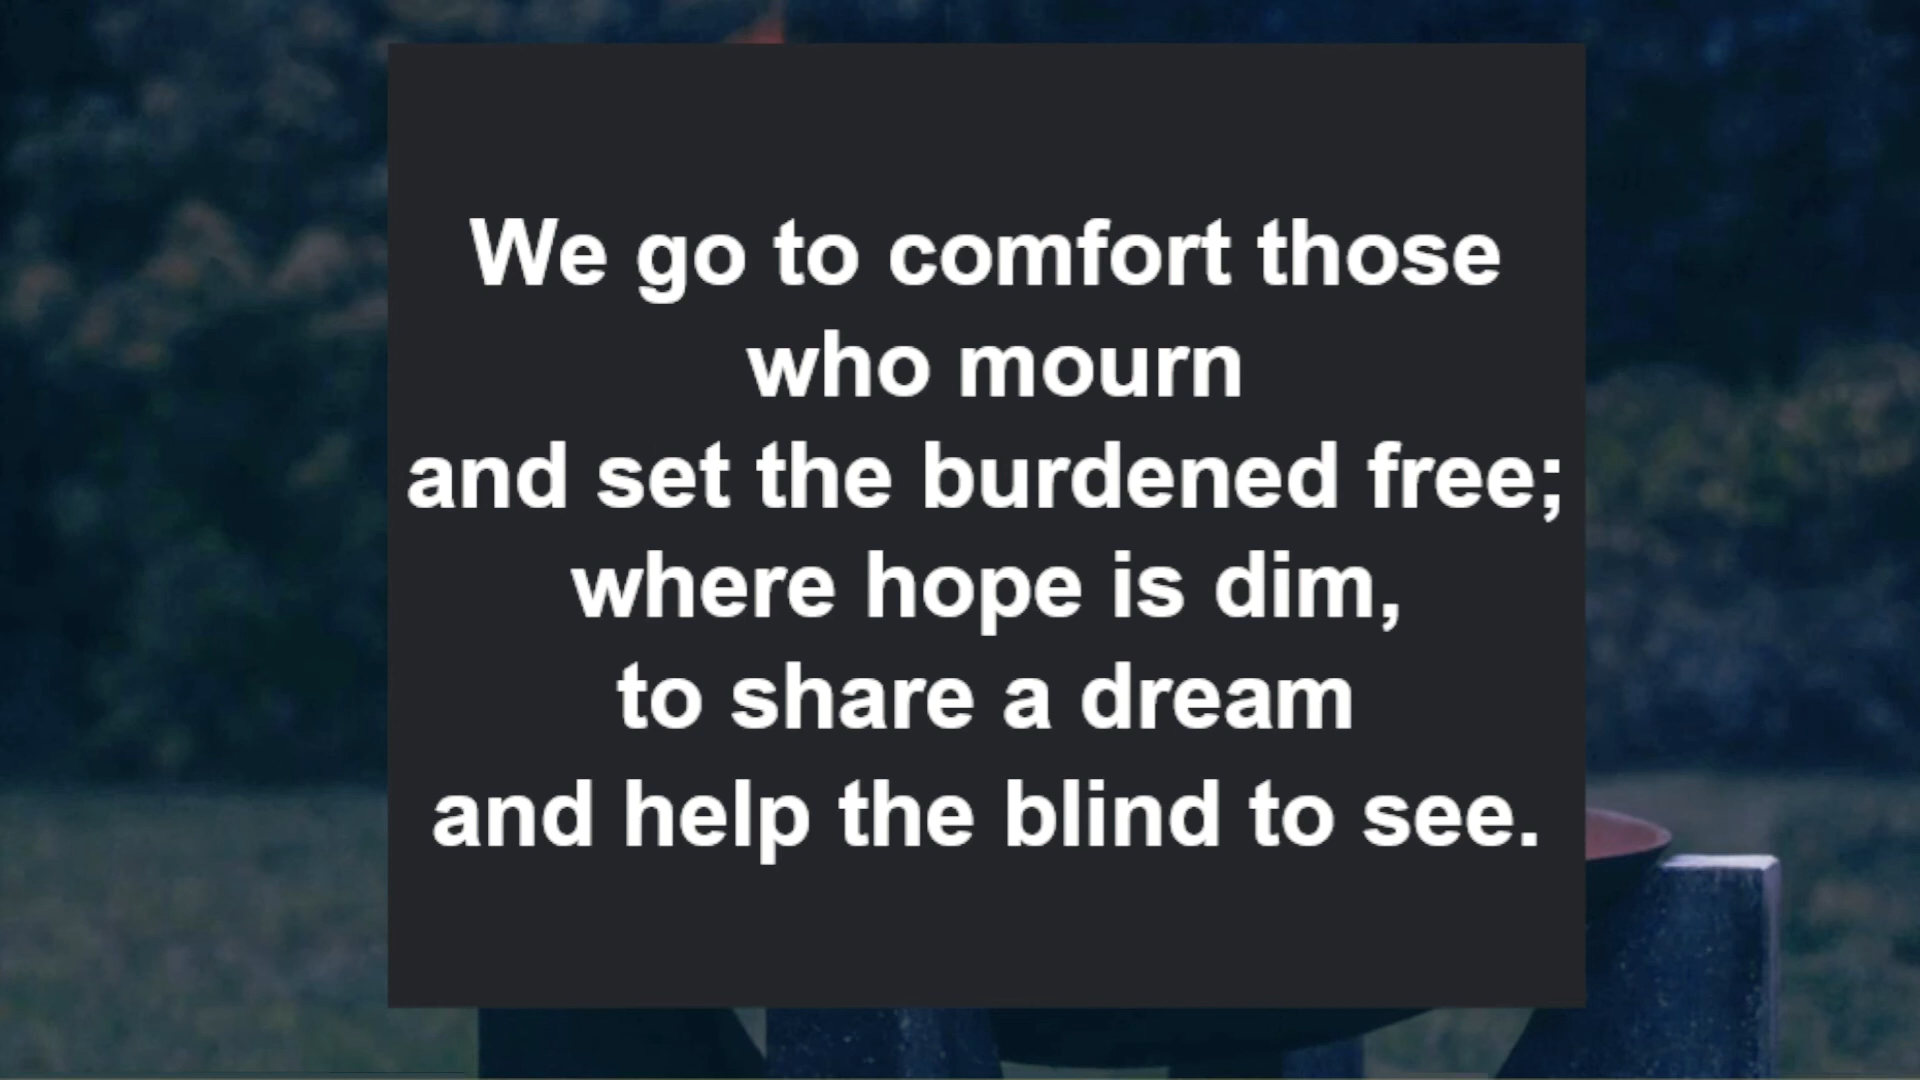 We go to comfort those
who mourn
and set the burdened free;
where hope is dim,
to share a dream
and help the blind to see.